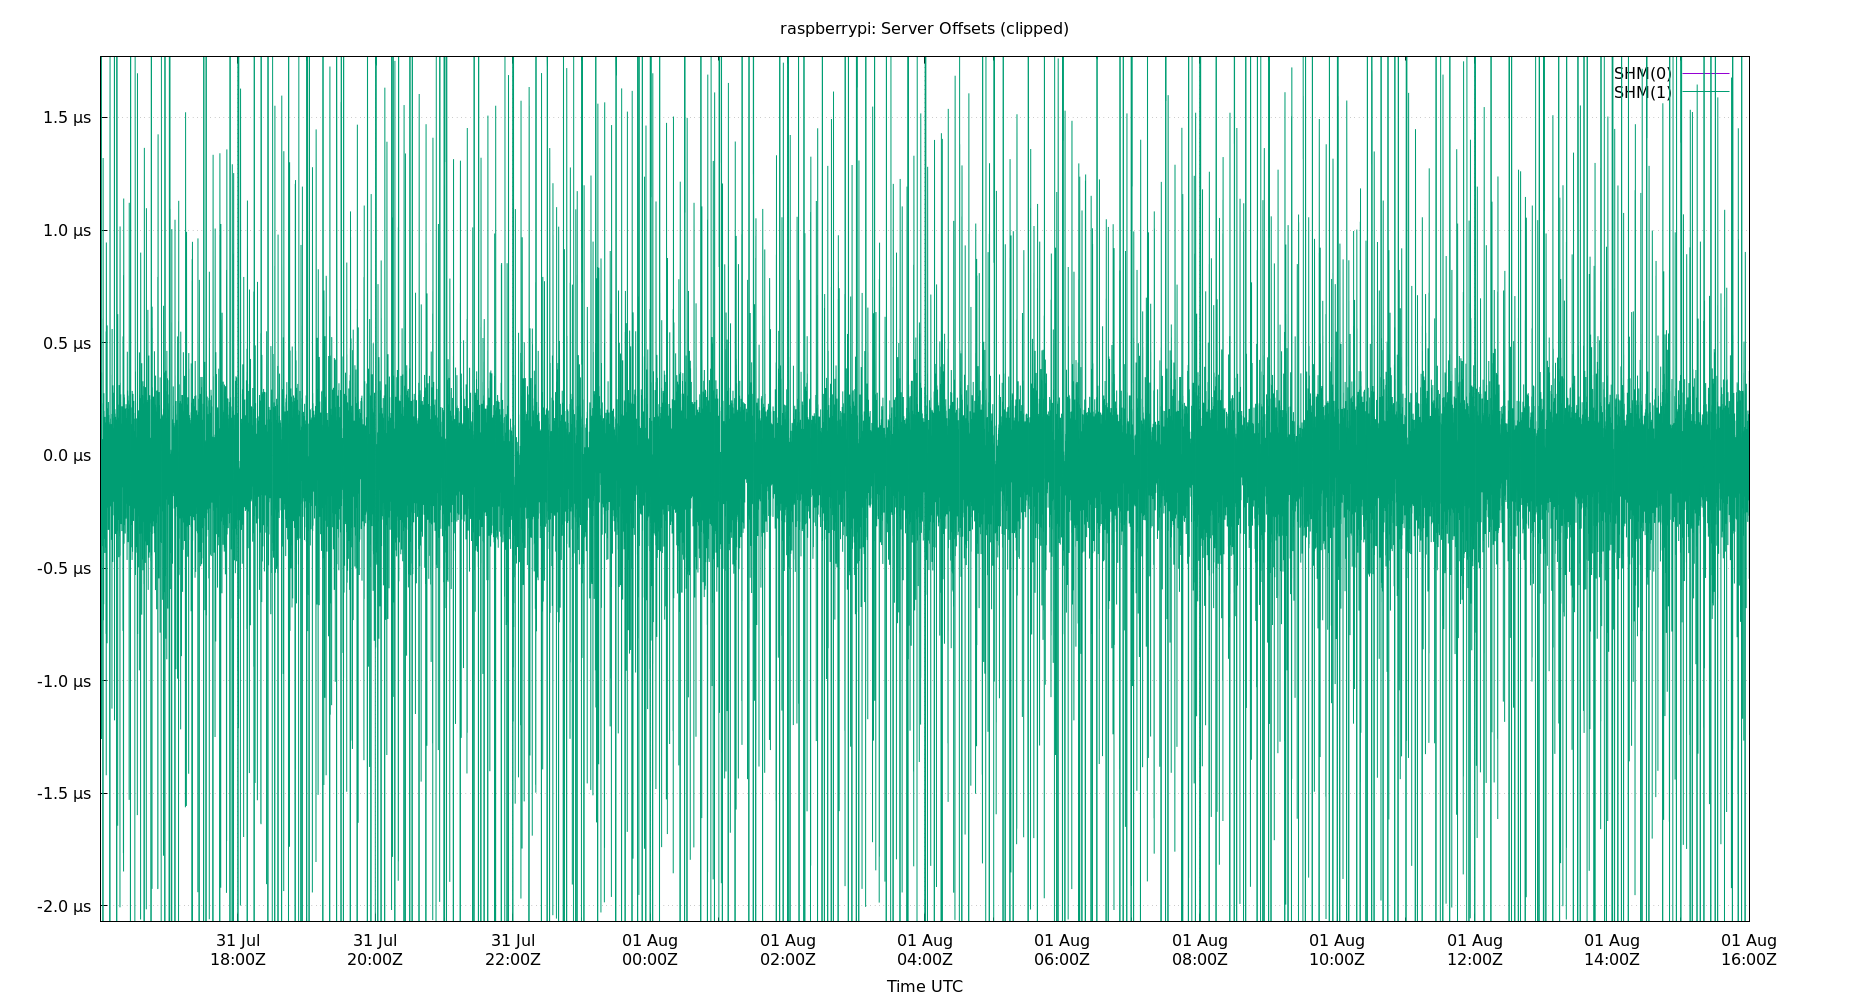 raspberrypi: Server Offsets (clipped)
SHM(0)
SHM(1)
1.5 µs
1.0 µs
0.5 µs
0.0 µs
-0.5 µs
-1.0 µs
-1.5 µs
-2.0 µs
31 Jul 31 Jul 31 Jul 01 Aug 01 Aug 01 Aug 01 Aug 01 Aug 01 Aug 01 Aug 01 Aug 01 Aug
18:00Z 20:00Z 22:00Z 00:00Z 02:00Z 04:00Z 06:00Z 08:00Z 10:00Z 12:00Z 14:00Z 16:00Z
Time UTC